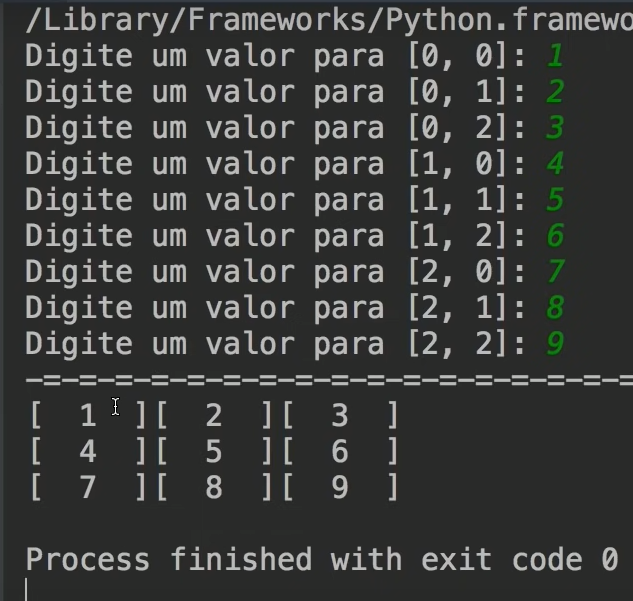 /Library/Frameworks/Python.framewo
Digite um valor para [0, 0]: 1
Digite um valor para [0, 1]: 2
Digite um valor para [0, 2]: 3
Digite um valor para [1, 0]: 4
Digite um valor para [1, 1]: 5
Digite um valor para [1, 2]: 6
Digite um valor para [2, 0]: 7
Digite um valor para [2, 1]: 8
Digite um valor para [2, 2]: 9
-=-=-=-=-=-=-=-=-=-=-=-=-=-=-=-=-=
[  1  ][  2  ][  3  ]
[  4  ][  5  ][  6  ]
[  7  ][  8  ][  9  ]
Process finished with exit code 0